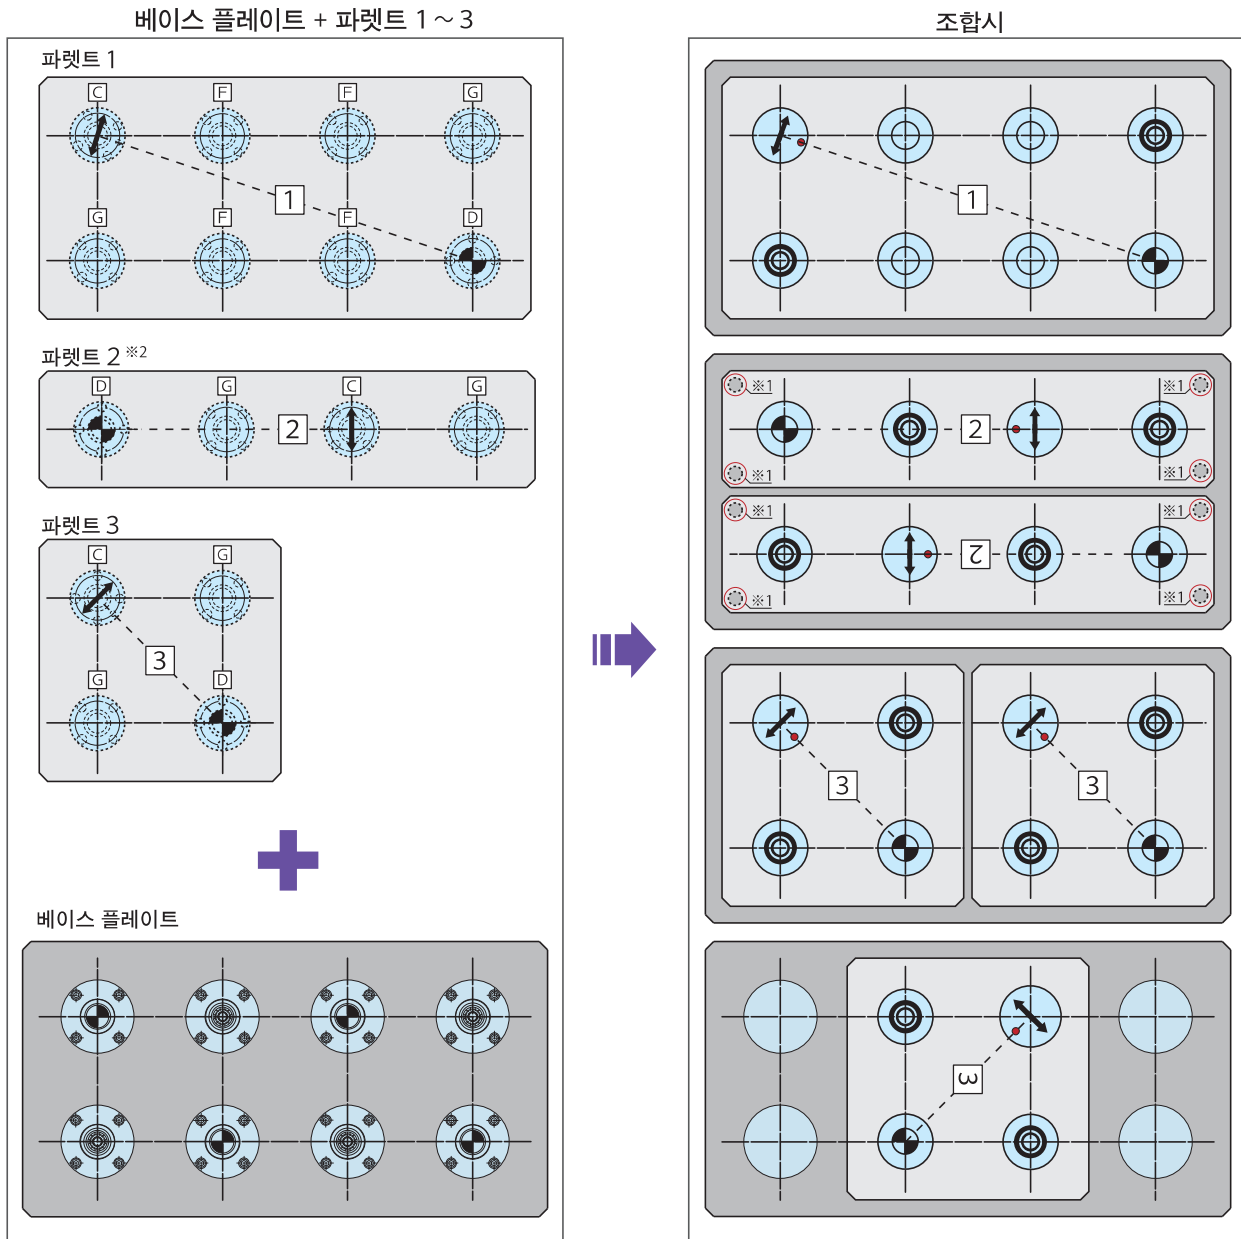 베이스 플레이트 + 파렛트 1～3
파렛트 1
C F F G
1
G F F D
파렛트 2 ※2
D G C G
2
파렛트 3
C G
3
G D
베이스 플레이트
조합시
1
※1 ※1
2
※1 ※1
※1 ※1
2
※1 ※1
3 3
3